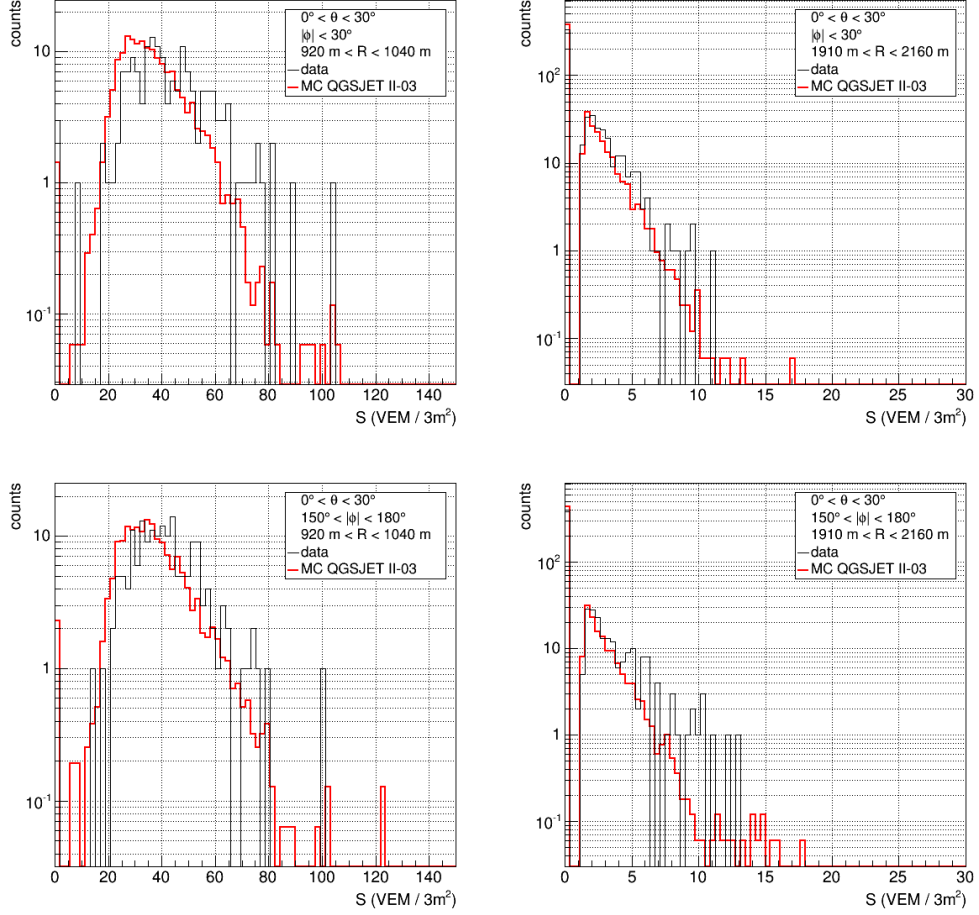 counts
0° < θ < 30°
|ϕ| < 30°
920 m < R < 1040 m
data
MC QGSJET II-03
10
1
10⁻¹
0 20 40 60 80 100 120 140
S (VEM / 3m²)
counts
0° < θ < 30°
|ϕ| < 30°
1910 m < R < 2160 m
data
MC QGSJET II-03
10²
10
1
10⁻¹
0 5 10 15 20 25 30
S (VEM / 3m²)
counts
0° < θ < 30°
150° < |ϕ| < 180°
920 m < R < 1040 m
data
MC QGSJET II-03
10
1
10⁻¹
0 20 40 60 80 100 120 140
S (VEM / 3m²)
counts
0° < θ < 30°
150° < |ϕ| < 180°
1910 m < R < 2160 m
data
MC QGSJET II-03
10²
10
1
10⁻¹
0 5 10 15 20 25 30
S (VEM / 3m²)